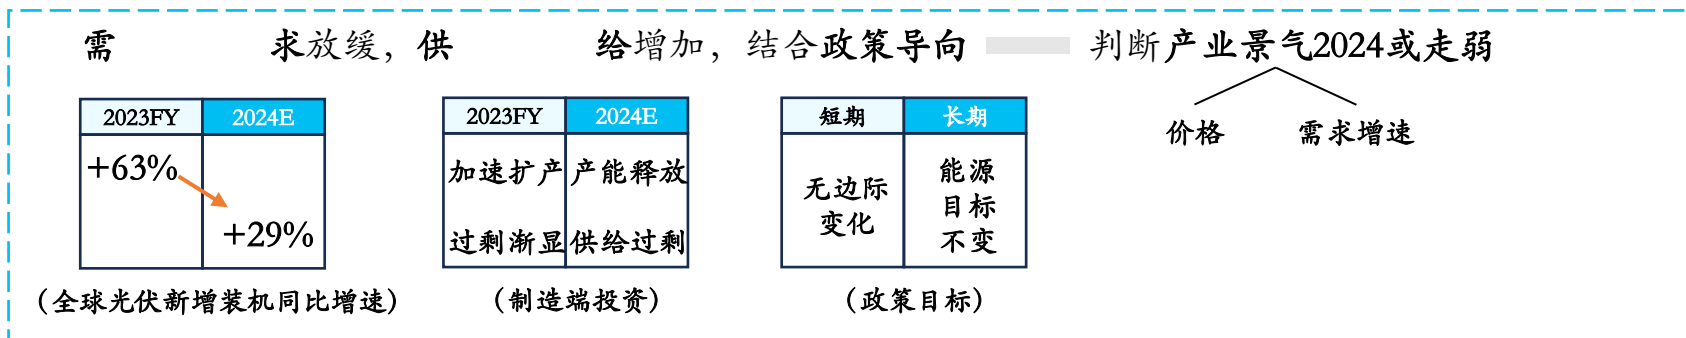 需求放缓，供给增加，结合政策导向 判断产业景气2024或走弱
价格 需求增速
2023FY 2024E
+63%
+29%
（全球光伏新增装机同比增速）
2023FY 2024E
加速扩产 产能释放
过剩渐显 供给过剩
（制造端投资）
短期 长期
无边际
变化
能源
目标
不变
（政策目标）